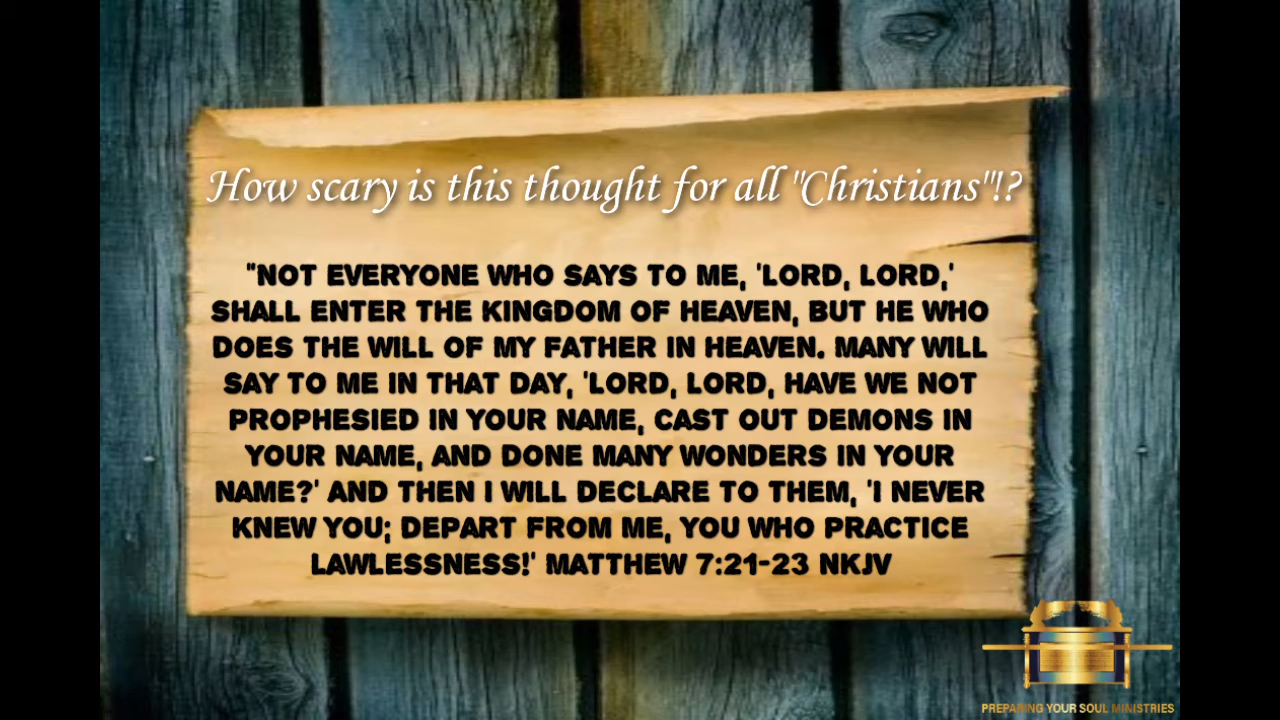 How scary is this thought for all "Christians"!?
"NOT EVERYONE WHO SAYS TO ME, 'LORD, LORD,'
SHALL ENTER THE KINGDOM OF HEAVEN, BUT HE WHO
DOES THE WILL OF MY FATHER IN HEAVEN. MANY WILL
SAY TO ME IN THAT DAY, 'LORD, LORD, HAVE WE NOT
PROPHESIED IN YOUR NAME, CAST OUT DEMONS IN
YOUR NAME, AND DONE MANY WONDERS IN YOUR
NAME?' AND THEN I WILL DECLARE TO THEM, 'I NEVER
KNEW YOU; DEPART FROM ME, YOU WHO PRACTICE
LAWLESSNESS!' MATTHEW 7:21-23 NKJV
PREPARING YOUR SOUL MINISTRIES